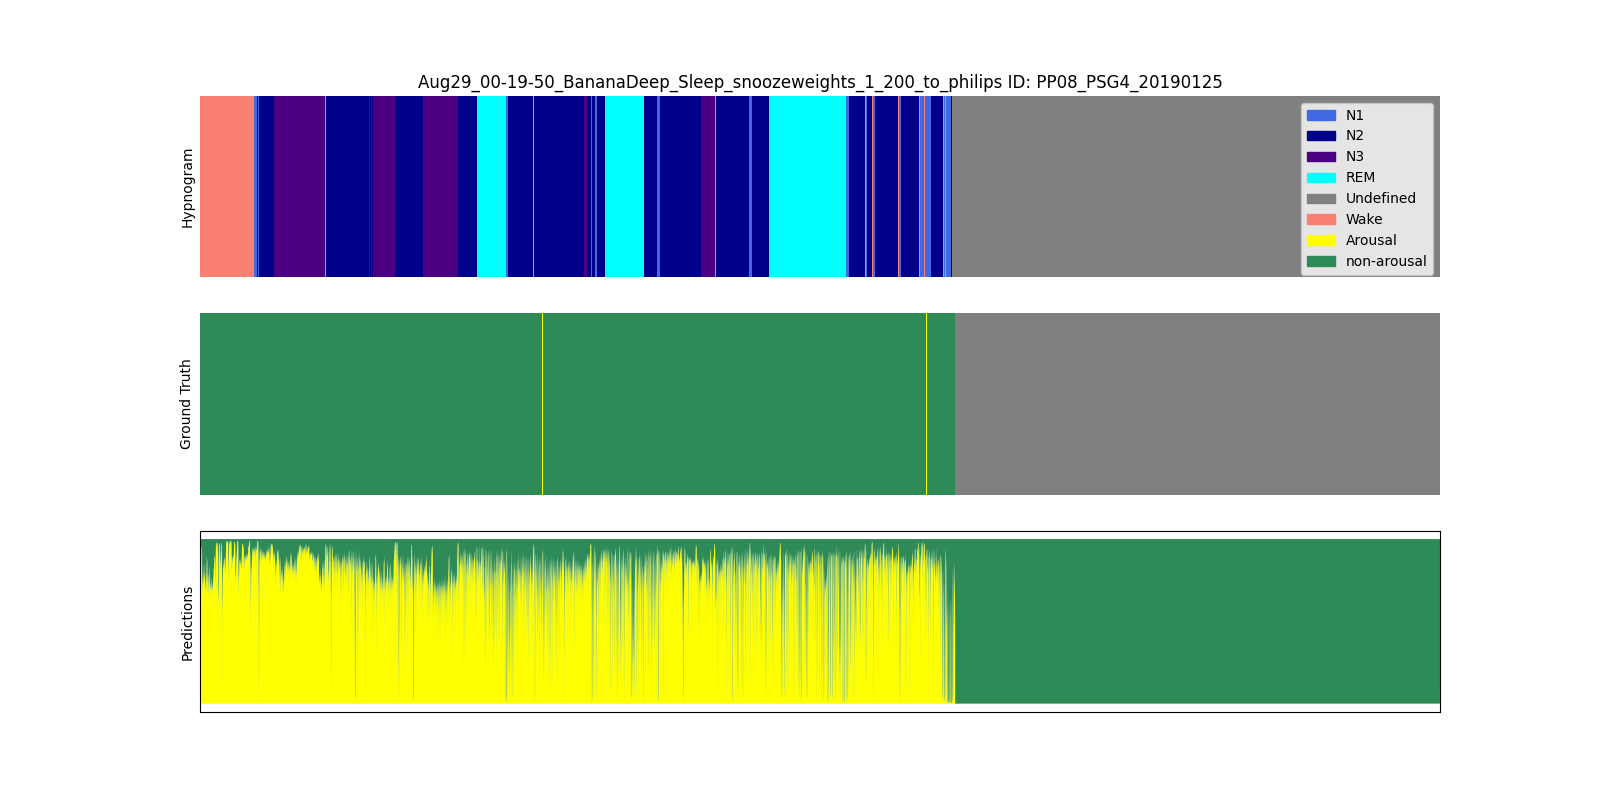 Aug29_00-19-50_BananaDeep_Sleep_snoozeweights_1_200_to_philips ID: PP08_PSG4_20190125
Hypnogram
N1
N2
N3
REM
Undefined
Wake
Arousal
non-arousal
Ground Truth
Predictions